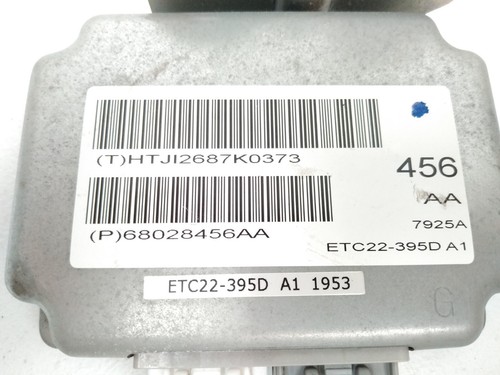 (T)HTJI2687K0373
456
AA
(P)68028456AA
7925A
ETC22-395D A1
ETC22-395D A1 1953
G